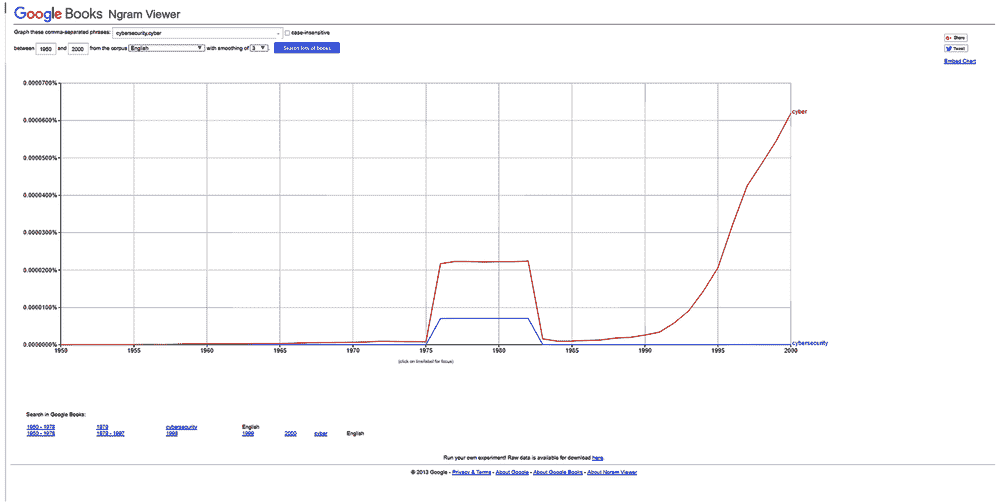 Google Books Ngram Viewer
Graph these comma-separated phrases: cybersecurity,cyber case-insensitive
between 1950 and 2000 from the corpus English with smoothing of 3 Search lots of books
Share
Tweet
Embed Chart
0.0000700%
0.0000600%
0.0000500%
0.0000400%
0.0000300%
0.0000200%
0.0000100%
0.0000000%
cyber
cybersecurity
1950 1955 1960 1965 1970 1975 1980 1985 1990 1995 2000
(click on line/label for focus)
Search in Google Books:
1950 - 1978 1979 cybersecurity English
1950 - 1976 1978 - 1997 1998 1999 2000 cyber English
Run your own experiment! Raw data is available for download here.
© 2013 Google - Privacy & Terms - About Google - About Google Books - About Ngram Viewer